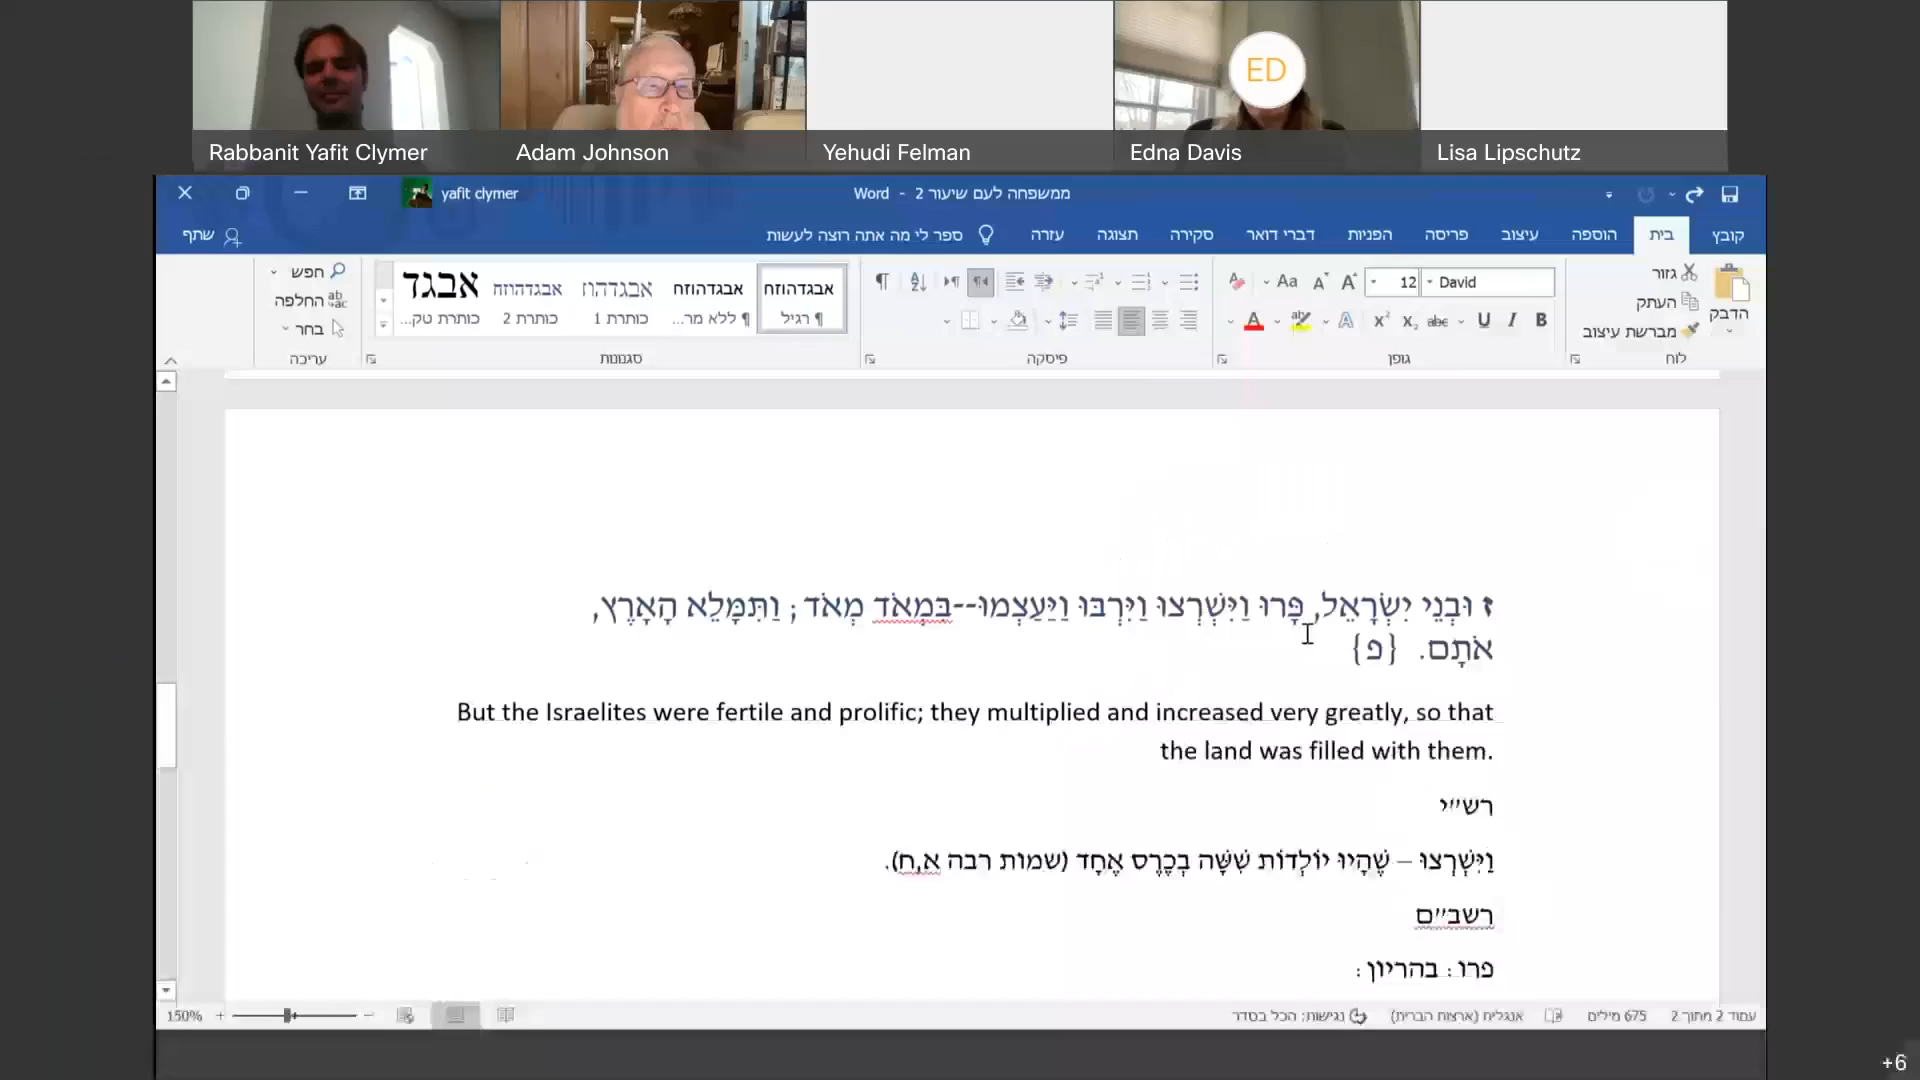 Rabbanit Yafit Clymer
Adam Johnson
Yehudi Felman
ED
Edna Davis
Lisa Lipschutz
yafit clymer
ממשפחה לעם שיעור 2 - Word
קובץ
בית
הוספה
עיצוב
פריסה
הפניות
דברי דואר
סקירה
תצוגה
עזרה
ספר לי מה אתה רוצה לעשות
שתף
הדבק
גזור
העתק
מברשת עיצוב
לוח
David
12
גופן
פיסקה
אבגדהוזח
¶ רגיל
אבגדהוזח
¶ ללא מר...
אבגדהוז
כותרת 1
אבגדהוזח
כותרת 2
אבגד
כותרת טק...
סגנונות
חפש
החלפה
בחר
עריכה
ז וּבְנֵי יִשְׂרָאֵל, פָּרוּ וַיִּשְׁרְצוּ וַיִּרְבּוּ וַיַּעַצְמוּ--בִּמְאֹד מְאֹד; וַתִּמָּלֵא הָאָרֶץ,
אֹתָם. {פ}
But the Israelites were fertile and prolific; they multiplied and increased very greatly, so that
the land was filled with them.
רש"י
וַיִּשְׁרְצוּ – שֶׁהָיוּ יוֹלְדוֹת שִׁשָּׁה בְּכֶרֶס אֶחָד (שמות רבה א,ח).
רשב"ם
פרו: בהריון:
עמוד 2 מתוך 2
675 מילים
אנגלית (ארצות הברית)
נגישות: הכל בסדר
150%
+6